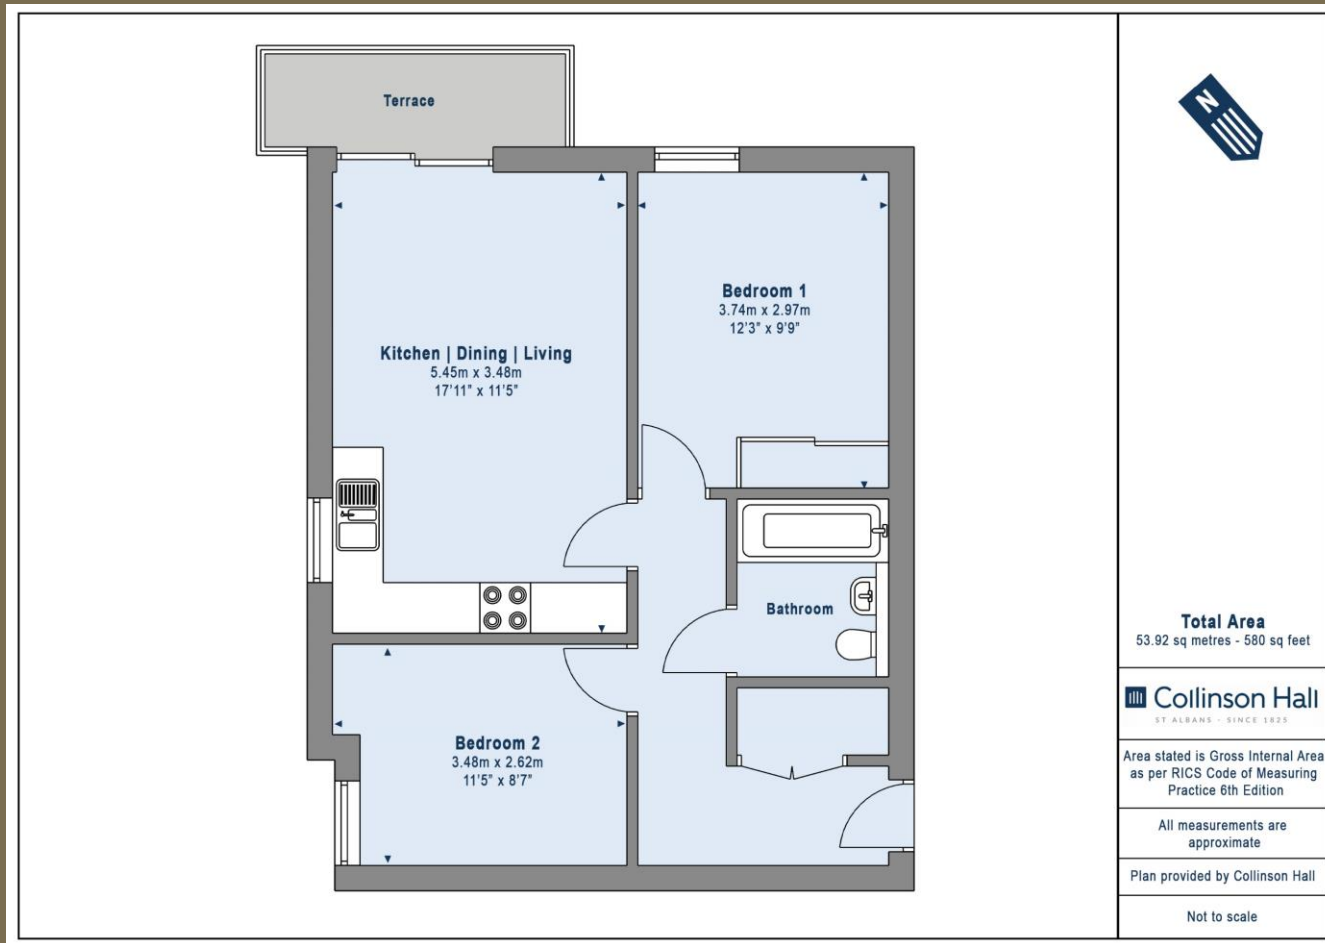 Terrace
N
Bedroom 1
3.74m x 2.97m
12'3" x 9'9"
Kitchen | Dining | Living
5.45m x 3.48m
17'11" x 11'5"
Bathroom
Bedroom 2
3.48m x 2.62m
11'5" x 8'7"
Total Area
53.92 sq metres - 580 sq feet
Collinson Hall
ST ALBANS - SINCE 1825
Area stated is Gross Internal Area
as per RICS Code of Measuring
Practice 6th Edition
All measurements are
approximate
Plan provided by Collinson Hall
Not to scale